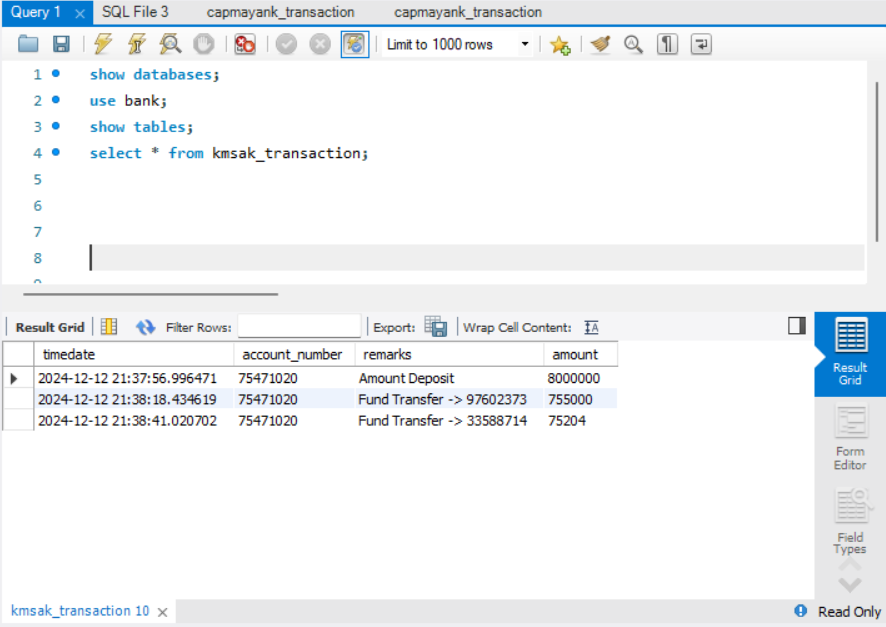 Query 1 SQL File 3 capmayank_transaction capmayank_transaction
Limit to 1000 rows
1 show databases;
2 use bank;
3 show tables;
4 select * from kmsak_transaction;
5
6
7
8
Result Grid Filter Rows: Export: Wrap Cell Content: IA
timedate account_number remarks amount
2024-12-12 21:37:56.996471 75471020 Amount Deposit 8000000
2024-12-12 21:38:18.434619 75471020 Fund Transfer -> 97602373 755000
2024-12-12 21:38:41.020702 75471020 Fund Transfer -> 33588714 75204
Result
Grid
Form
Editor
Field
Types
kmsak_transaction 10 Read Only